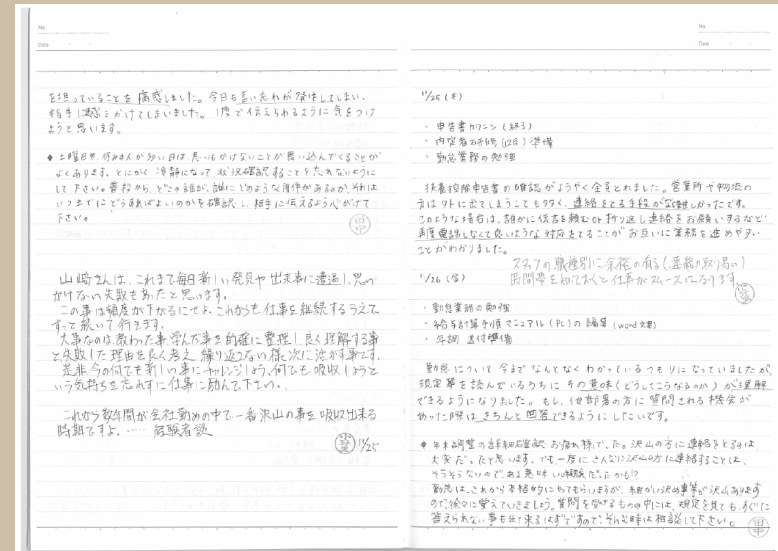 No.
Date
を担っていることを痛感しました。今日も言い忘れが発生してしまい、
相手に迷惑をかけてしまいました。1度で伝えられるように気をつけ
ようと思います。
◆ 土曜日や、休みの人が多い日は、思いもかけないことが舞い込んでくることが
よくあります。とにかく冷静になって、状況確認することを忘れないように
して下さい。普段から、どこの誰が、誰にどのような用件があるのか、それは
いつまでにどうすればよいのかを確認し、相手に伝えるよう心がけて
下さい。
田中
山崎さんは、これまで毎日新しい発見や出来事に遭遇し、思い
かけない失敗もあったと思います。
この事は頻度が下がるにせよ、これからも仕事を継続するうえで
ずっと続いて行きます。
大事なのは、教わった事、学んだ事を的確に整理し、良く理解する事
と失敗した理由を良く考え、繰り返さない様、次に活かす事です。
是非今の何でも新しい事にチャレンジしよう、何でも吸収しようと
いう気持ちを忘れずに仕事に励んで下さい。
これから数年間が会社勤めの中で一番沢山の事を吸収出来る
時期ですよ。…… 経験者談
11/25
No.
Date
11/25 (木)
・申告書カクニン (終了)
・内定者研修 (12月) 準備
・勤怠業務の勉強
扶養控除申告書の確認がようやく全員とれました。営業所や物流の
方は外に出てしまうことも多く、連絡をとる手段が難しかったです。
このような場合は、誰かに伝言を頼むor折り返し連絡をお願いするなど
再度電話しなくて良いような対応をとることがお互いに業務を進めやすい
ことがわかりました。
スタッフの職種別に余裕の有る(連絡の取り易い)
時間帯を知っておくと仕事がスムースになります。
11/26 (金)
・勤怠業務の勉強
・給与計算手順マニュアル (PC) の編集 (word文書)
・年調 送付準備
勤怠について今までなんとなくわかっているつもりになっていましたが、
規定等を読んでいるうちにその意味(どうしてこうなるのか)が理解
できるようになりました。もし、他部署の方に質問される機会が
あった際はきちんと回答できるようにしたいです。
◆ 年末調整の詳細確認、お疲れ様でした。沢山の方に連絡をとるのは
大変だったと思います。でも一度にこんなに沢山の方に連絡することは、
そうそうないので、ある意味いい経験だったかも!?
勤怠は、これから本格的にやってもらいますが、細かい決め事等が沢山あります
ので、徐々に覚えていきましょう。質問を受けるものの中には、規定を見ても、すぐに
答えられない事も出て来るはずですので、そんな時は相談して下さい。
田中